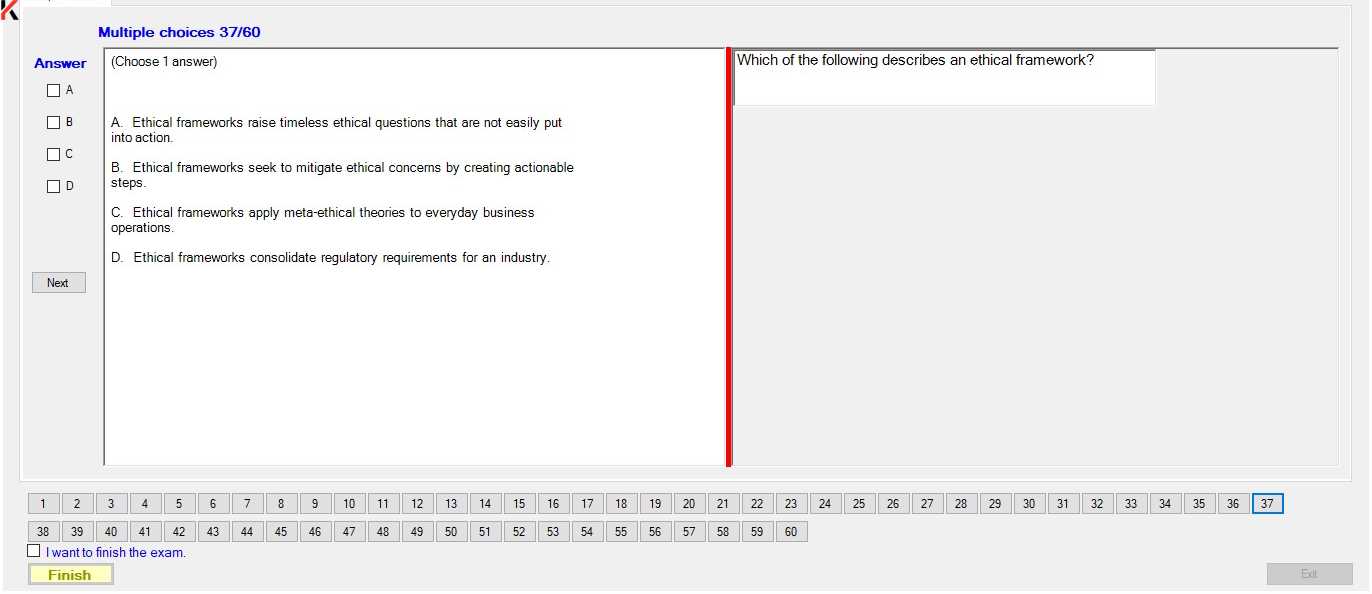 Multiple choices 37/60
Answer
A
B
C
D
Next
(Choose 1 answer)
A. Ethical frameworks raise timeless ethical questions that are not easily put
into action.
B. Ethical frameworks seek to mitigate ethical concerns by creating actionable
steps.
C. Ethical frameworks apply meta-ethical theories to everyday business
operations.
D. Ethical frameworks consolidate regulatory requirements for an industry.
Which of the following describes an ethical framework?
1 2 3 4 5 6 7 8 9 10 11 12 13 14 15 16 17 18 19 20 21 22 23 24 25 26 27 28 29 30 31 32 33 34 35 36 37
38 39 40 41 42 43 44 45 46 47 48 49 50 51 52 53 54 55 56 57 58 59 60
I want to finish the exam.
Finish
Exit